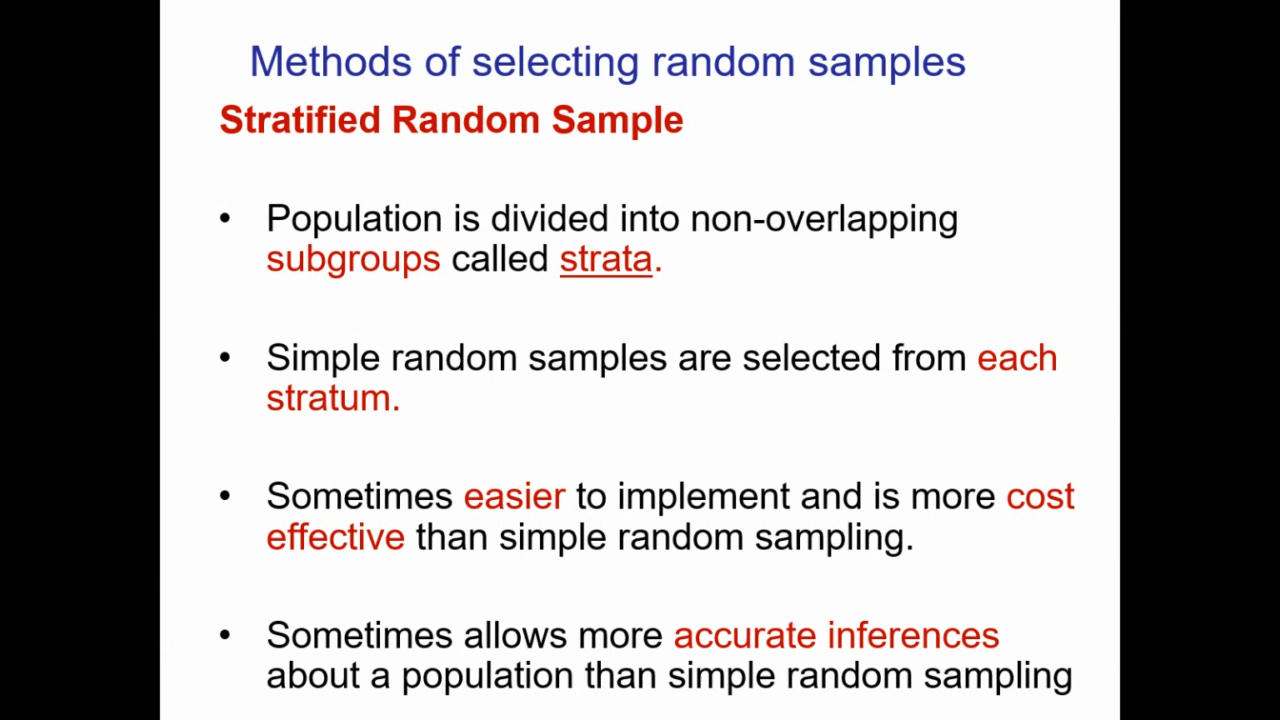 Methods of selecting random samples
Stratified Random Sample
• Population is divided into non-overlapping
subgroups called strata.
• Simple random samples are selected from each
stratum.
• Sometimes easier to implement and is more cost
effective than simple random sampling.
• Sometimes allows more accurate inferences
about a population than simple random sampling